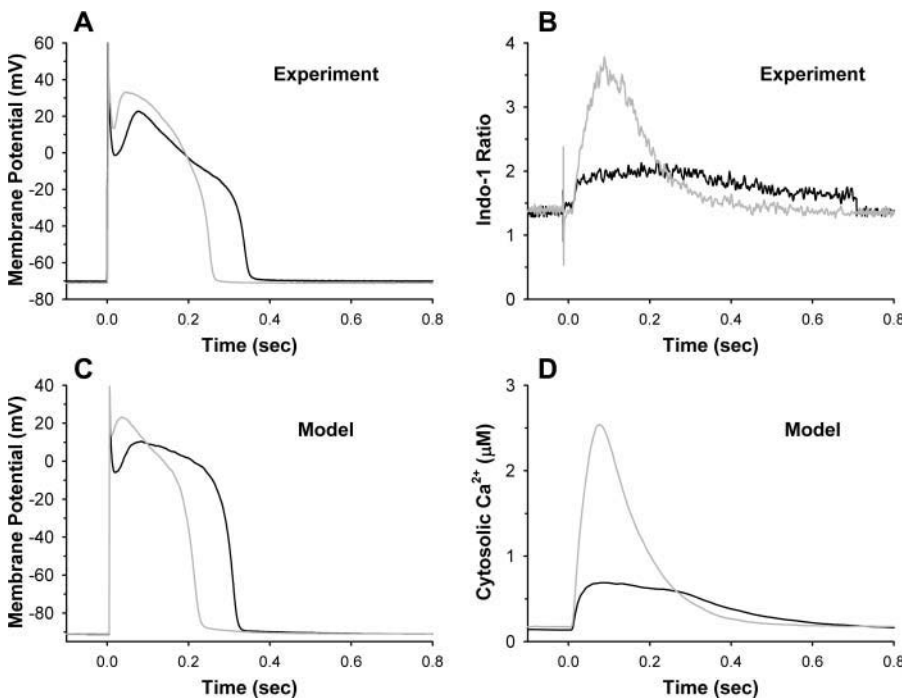 A
B
60
40
20
0
-20
-40
-60
-80
Membrane Potential (mV)
Experiment
0.0 0.2 0.4 0.6 0.8
Time (sec)
4
3
2
1
0
Indo-1 Ratio
Experiment
0.0 0.2 0.4 0.6 0.8
Time (sec)
C
D
40
20
0
-20
-40
-60
-80
Membrane Potential (mV)
Model
0.0 0.2 0.4 0.6 0.8
Time (sec)
3
2
1
0
Cytosolic Ca²⁺ (μM)
Model
0.0 0.2 0.4 0.6 0.8
Time (sec)